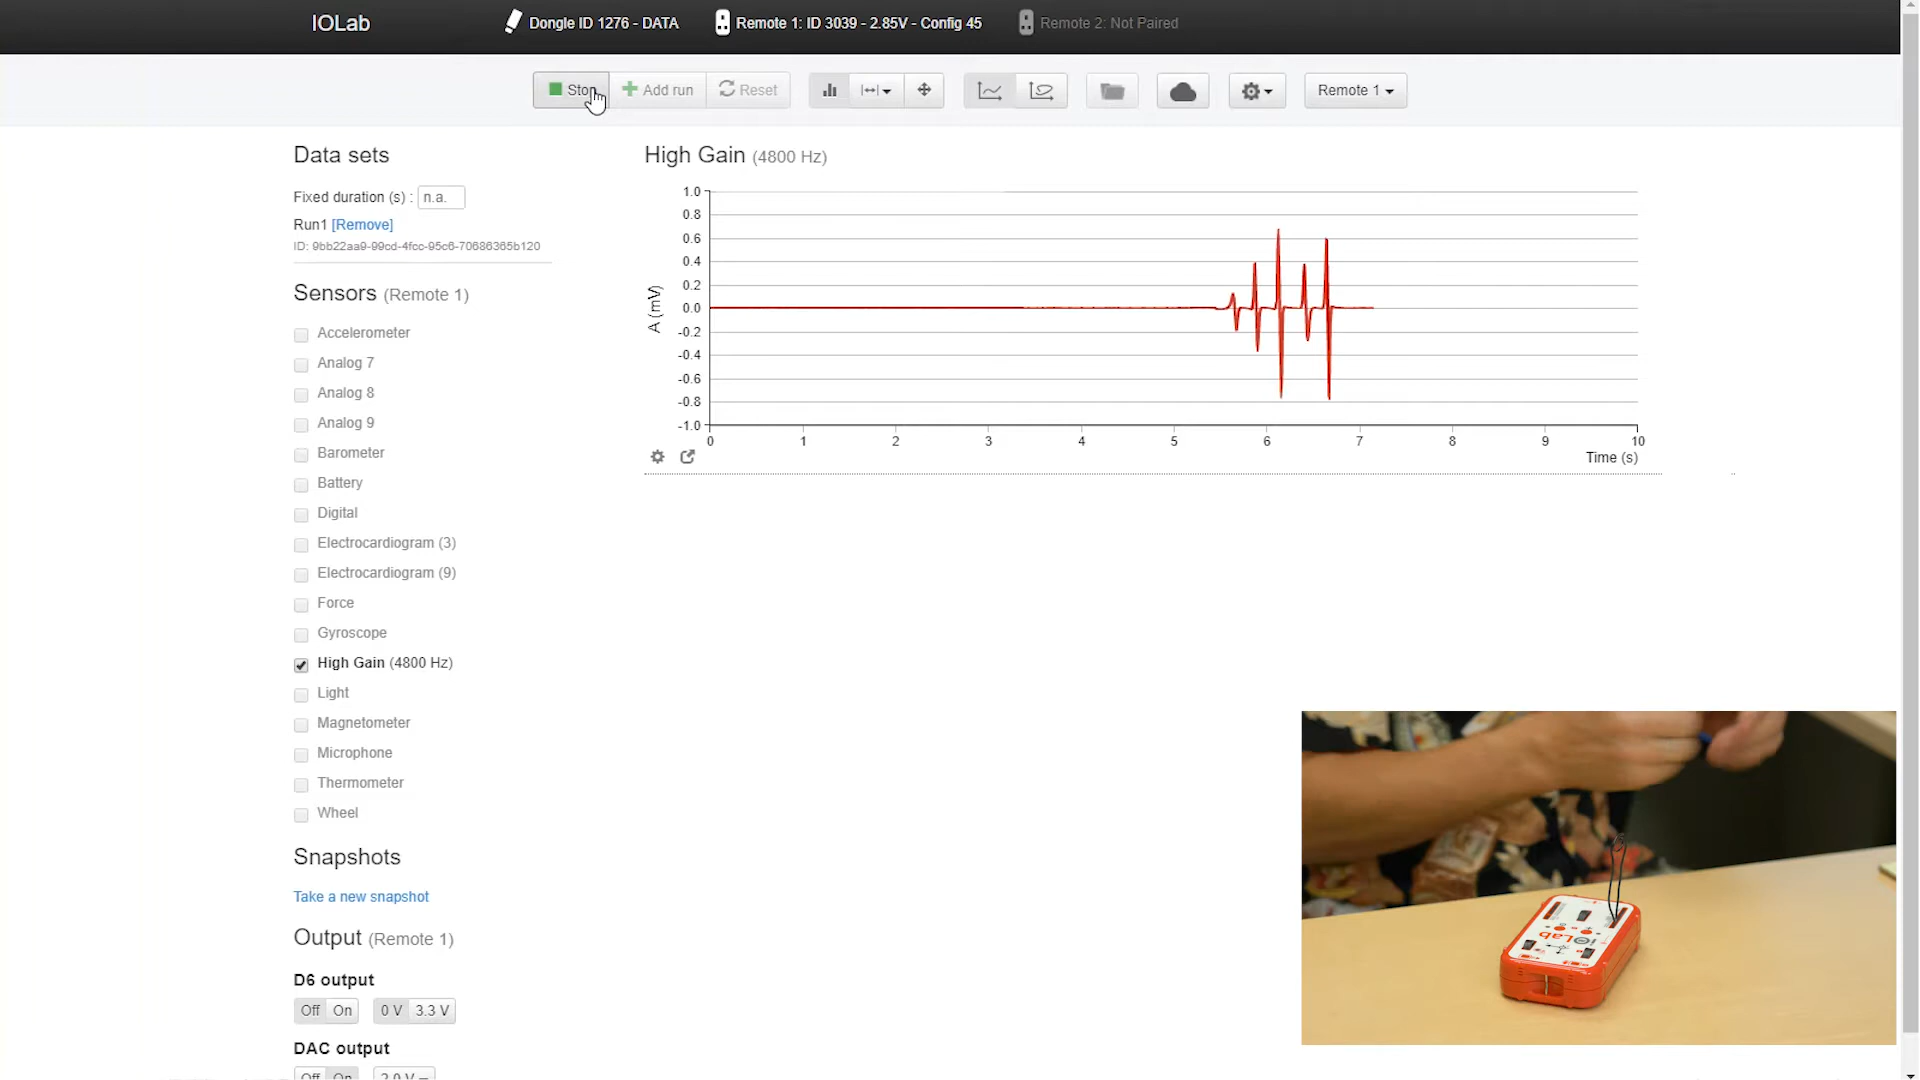 IOLab
Dongle ID 1276 - DATA
Remote 1: ID 3039 - 2.85V - Config 45
Remote 2: Not Paired
Stop
Add run
Reset
Remote 1
Data sets
Fixed duration (s) : n.a.
Run1 [Remove]
ID: 9bb22aa9-99cd-4fcc-95c6-70686365b120
Sensors (Remote 1)
Accelerometer
Analog 7
Analog 8
Analog 9
Barometer
Battery
Digital
Electrocardiogram (3)
Electrocardiogram (9)
Force
Gyroscope
High Gain (4800 Hz)
Light
Magnetometer
Microphone
Thermometer
Wheel
Snapshots
Take a new snapshot
Output (Remote 1)
D6 output
Off On 0 V 3.3 V
DAC output
Off On 2.0 V
High Gain (4800 Hz)
A (mV)
1.0
0.8
0.6
0.4
0.2
0.0
-0.2
-0.4
-0.6
-0.8
-1.0
0 1 2 3 4 5 6 7 8 9 10
Time (s)
iOLab